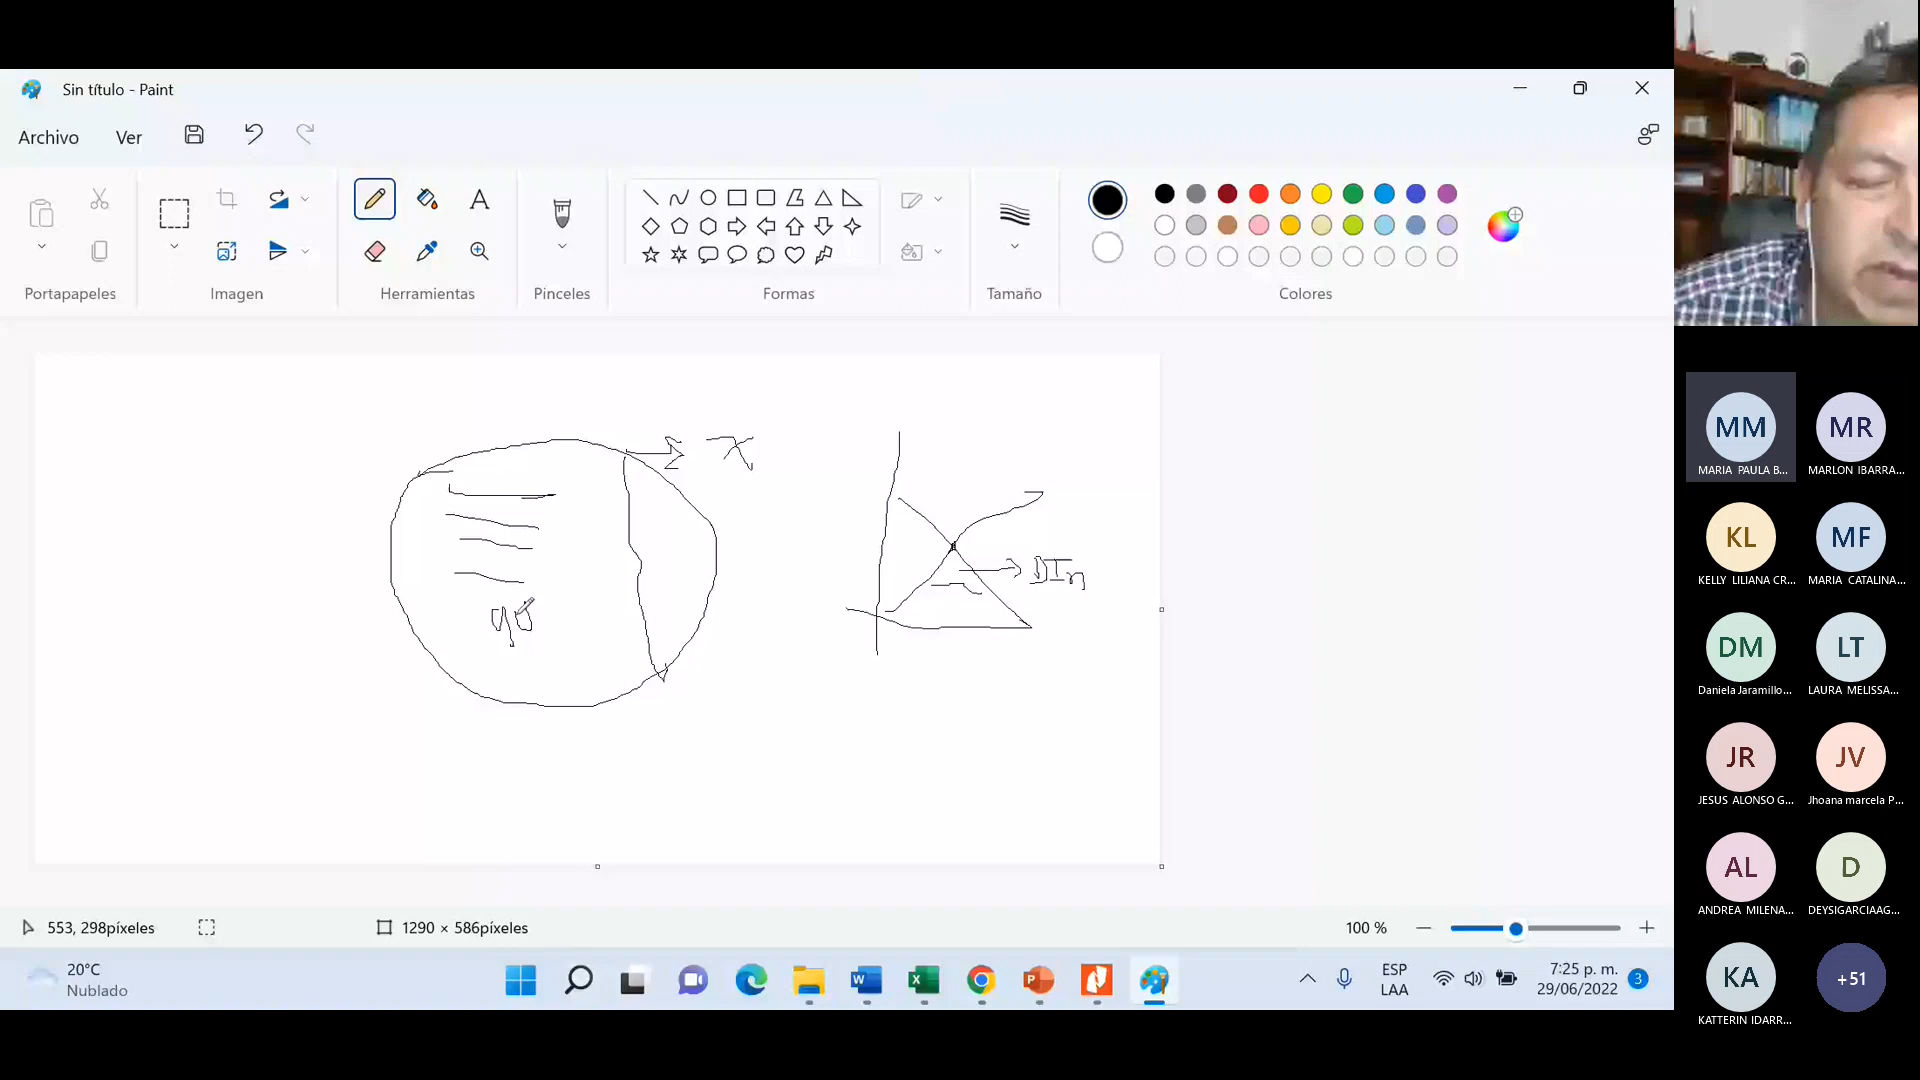 Sin título - Paint
Archivo
Ver
Portapapeles
Imagen
Herramientas
Pinceles
Formas
Tamaño
Colores
X
DIn
553, 298píxeles
1290 × 586píxeles
100 %
20°C
Nublado
ESP
LAA
7:25 p. m.
29/06/2022
3
MM
MARIA PAULA B...
MR
MARLON IBARRA...
KL
KELLY LILIANA CR...
MF
MARIA CATALINA...
DM
Daniela Jaramillo...
LT
LAURA MELISSA...
JR
JESUS ALONSO G...
JV
Jhoana marcela P...
AL
ANDREA MILENA...
D
DEYSIGARCIAAG...
KA
KATTERIN IDARR...
+51